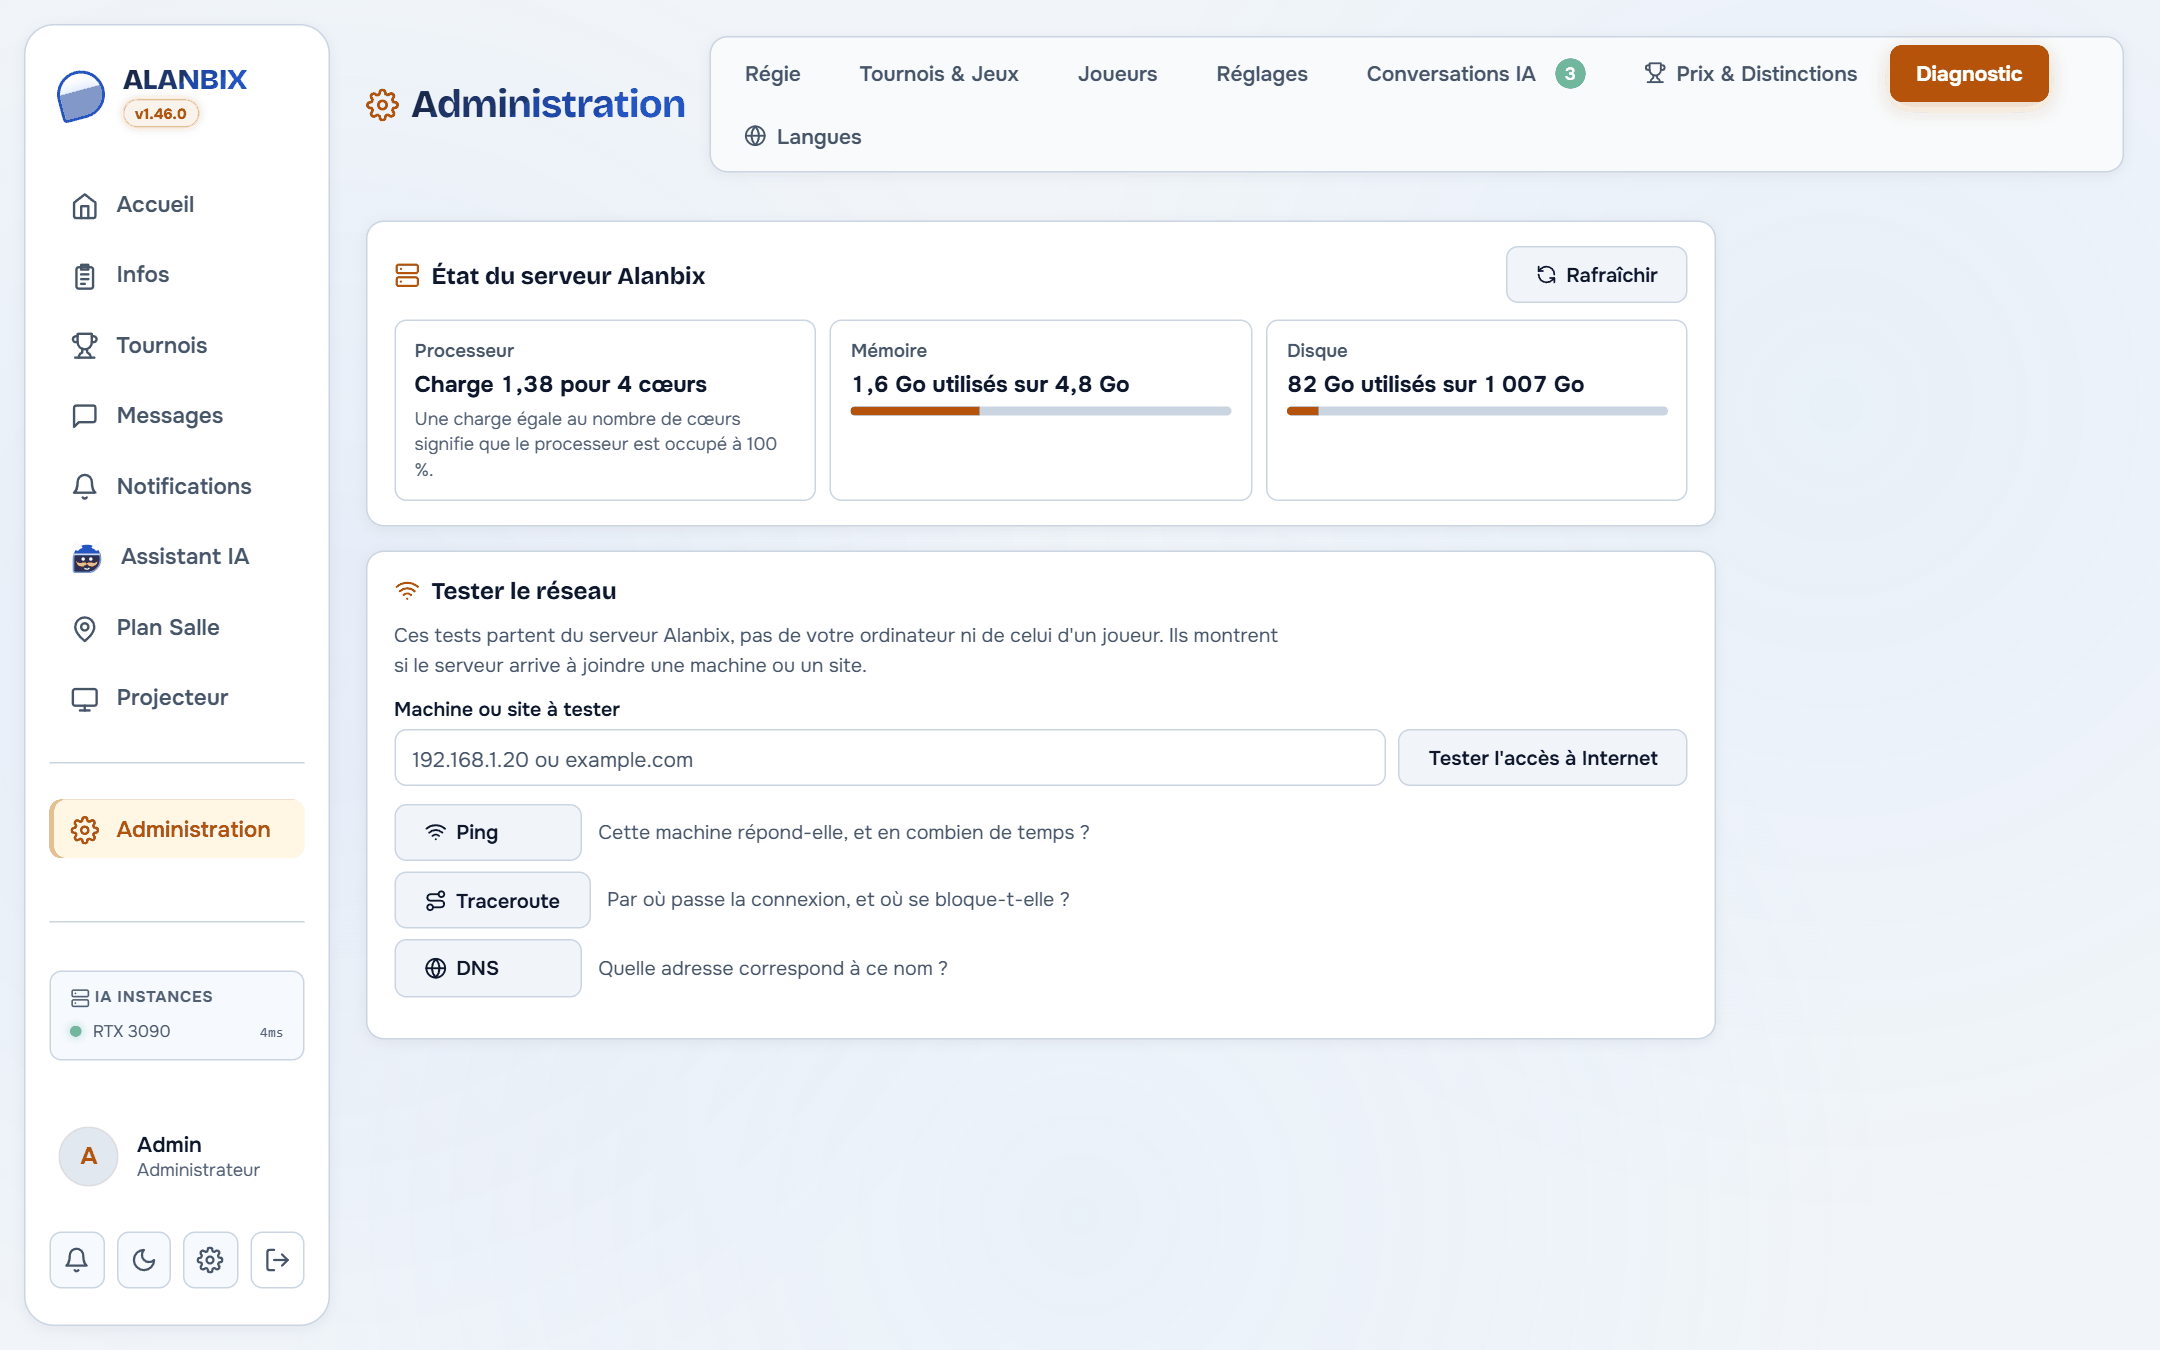 ALANBIX
v1.46.0
Accueil
Infos
Tournois
Messages
Notifications
Assistant IA
Plan Salle
Projecteur
Administration
IA INSTANCES
RTX 3090 4ms
A
Admin
Administrateur
Administration
Régie Tournois & Jeux Joueurs Réglages Conversations IA 3 Prix & Distinctions Diagnostic
Langues
État du serveur Alanbix
Rafraîchir
Processeur
Charge 1,38 pour 4 cœurs
Une charge égale au nombre de cœurs
signifie que le processeur est occupé à 100
%.
Mémoire
1,6 Go utilisés sur 4,8 Go
Disque
82 Go utilisés sur 1 007 Go
Tester le réseau
Ces tests partent du serveur Alanbix, pas de votre ordinateur ni de celui d'un joueur. Ils montrent
si le serveur arrive à joindre une machine ou un site.
Machine ou site à tester
192.168.1.20 ou example.com
Tester l'accès à Internet
Ping Cette machine répond-elle, et en combien de temps ?
Traceroute Par où passe la connexion, et où se bloque-t-elle ?
DNS Quelle adresse correspond à ce nom ?